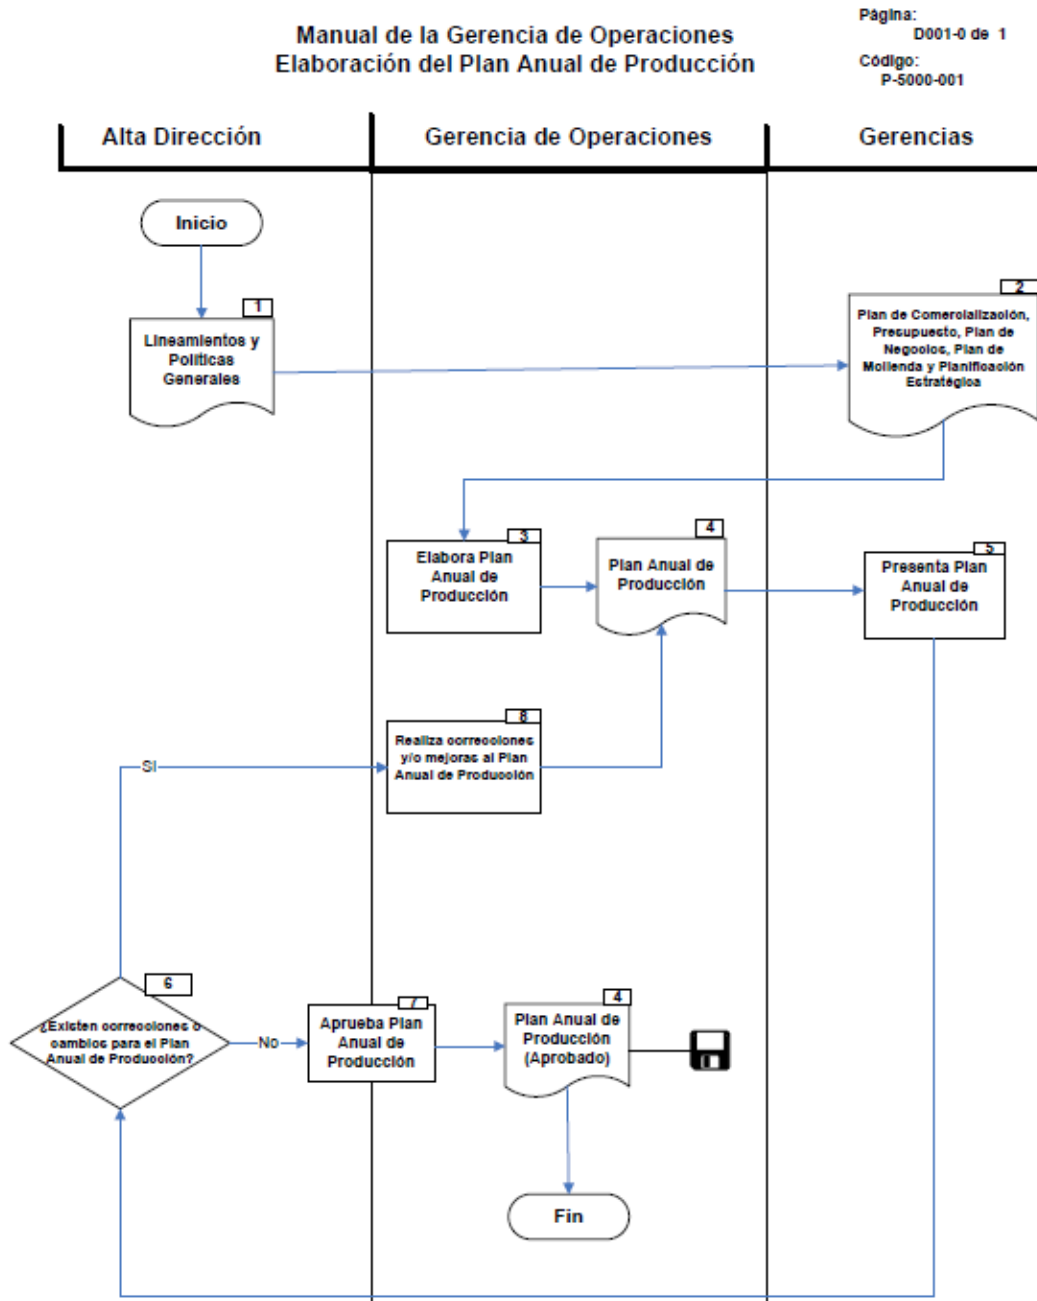 Manual de la Gerencia de Operaciones
Elaboración del Plan Anual de Producción
Página:
D001-0 de 1
Código:
P-5000-001
Alta Dirección
Gerencia de Operaciones
Gerencias
Inicio
1
Lineamientos y
Políticas
Generales
2
Plan de Comercialización,
Presupuesto, Plan de
Negocios, Plan de
Molienda y Planificación
Estratégica
3
Elabora Plan
Anual de
Producción
4
Plan Anual de
Producción
5
Presenta Plan
Anual de
Producción
8
Realiza correcciones
y/o mejoras al Plan
Anual de Producción
SI
6
¿Existen correcciones o
cambios para el Plan
Anual de Producción?
No
7
Aprueba Plan
Anual de
Producción
4
Plan Anual de
Producción
(Aprobado)
Fin